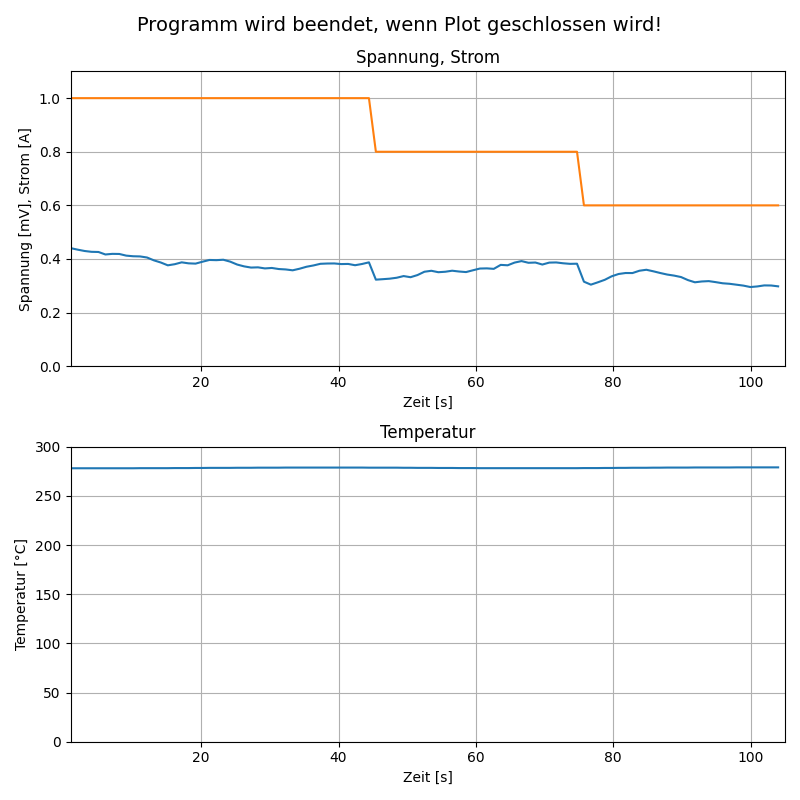 Programm wird beendet, wenn Plot geschlossen wird!
Spannung, Strom
Spannung [mV], Strom [A]
1.0
0.8
0.6
0.4
0.2
0.0
20 40 60 80 100
Zeit [s]
Temperatur
Temperatur [°C]
300
250
200
150
100
50
0
20 40 60 80 100
Zeit [s]